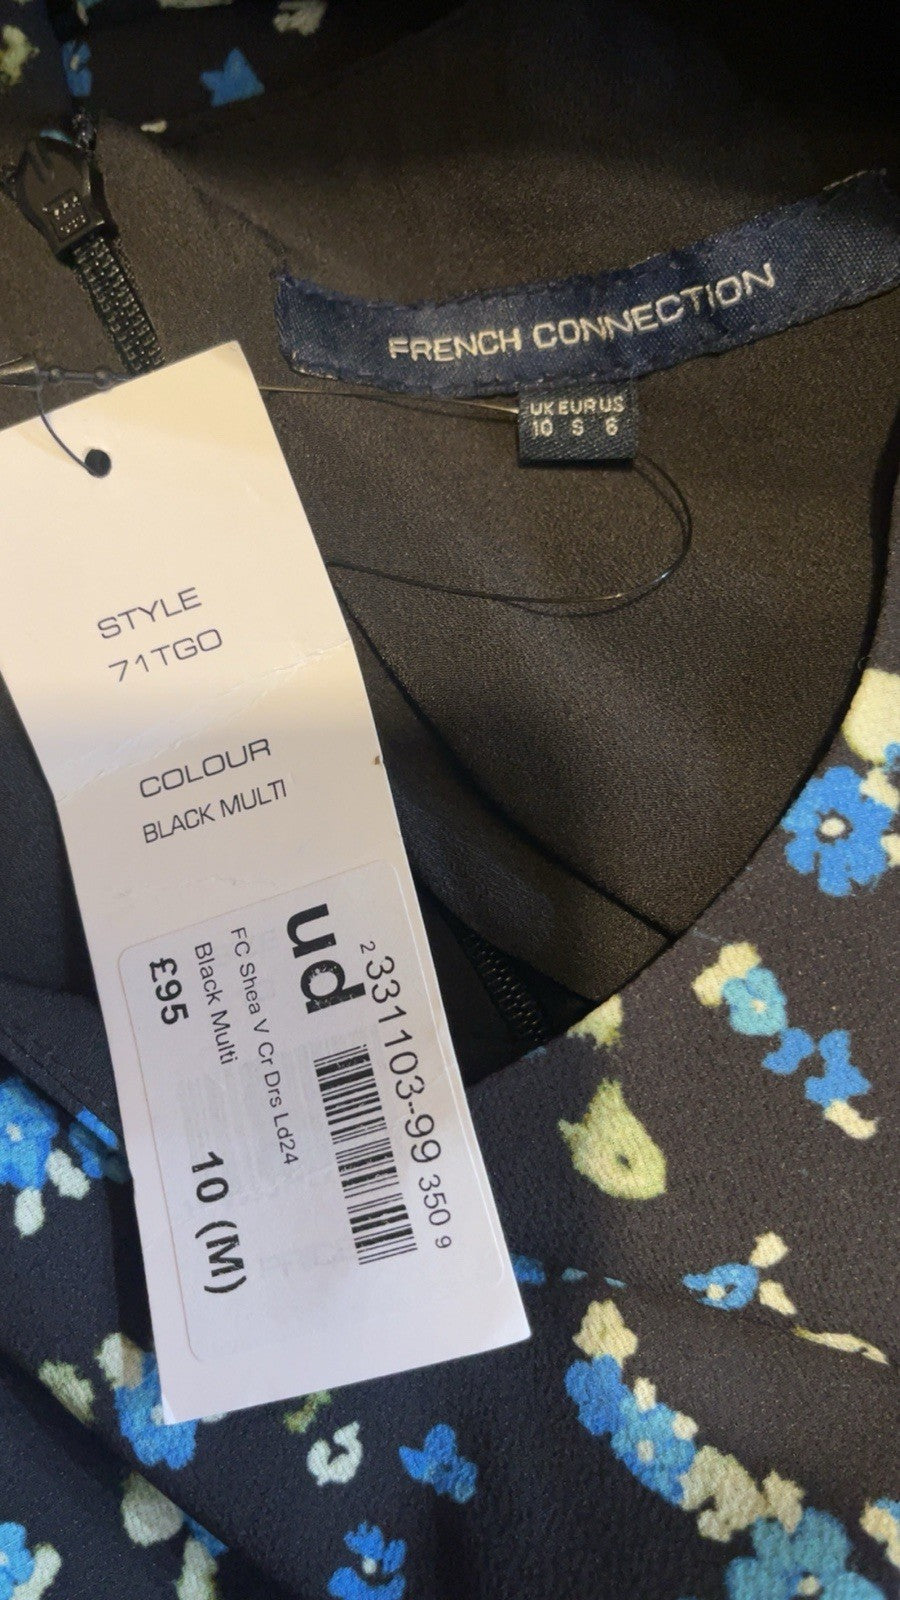 FRENCH CONNECTION
UK EUR US
10 S 6
STYLE
71TGO
COLOUR
BLACK MULTI
ud
2 331103-99 350 9
FC Shea V Cr Drs Ld24
Black Multi
£95
10 (M)